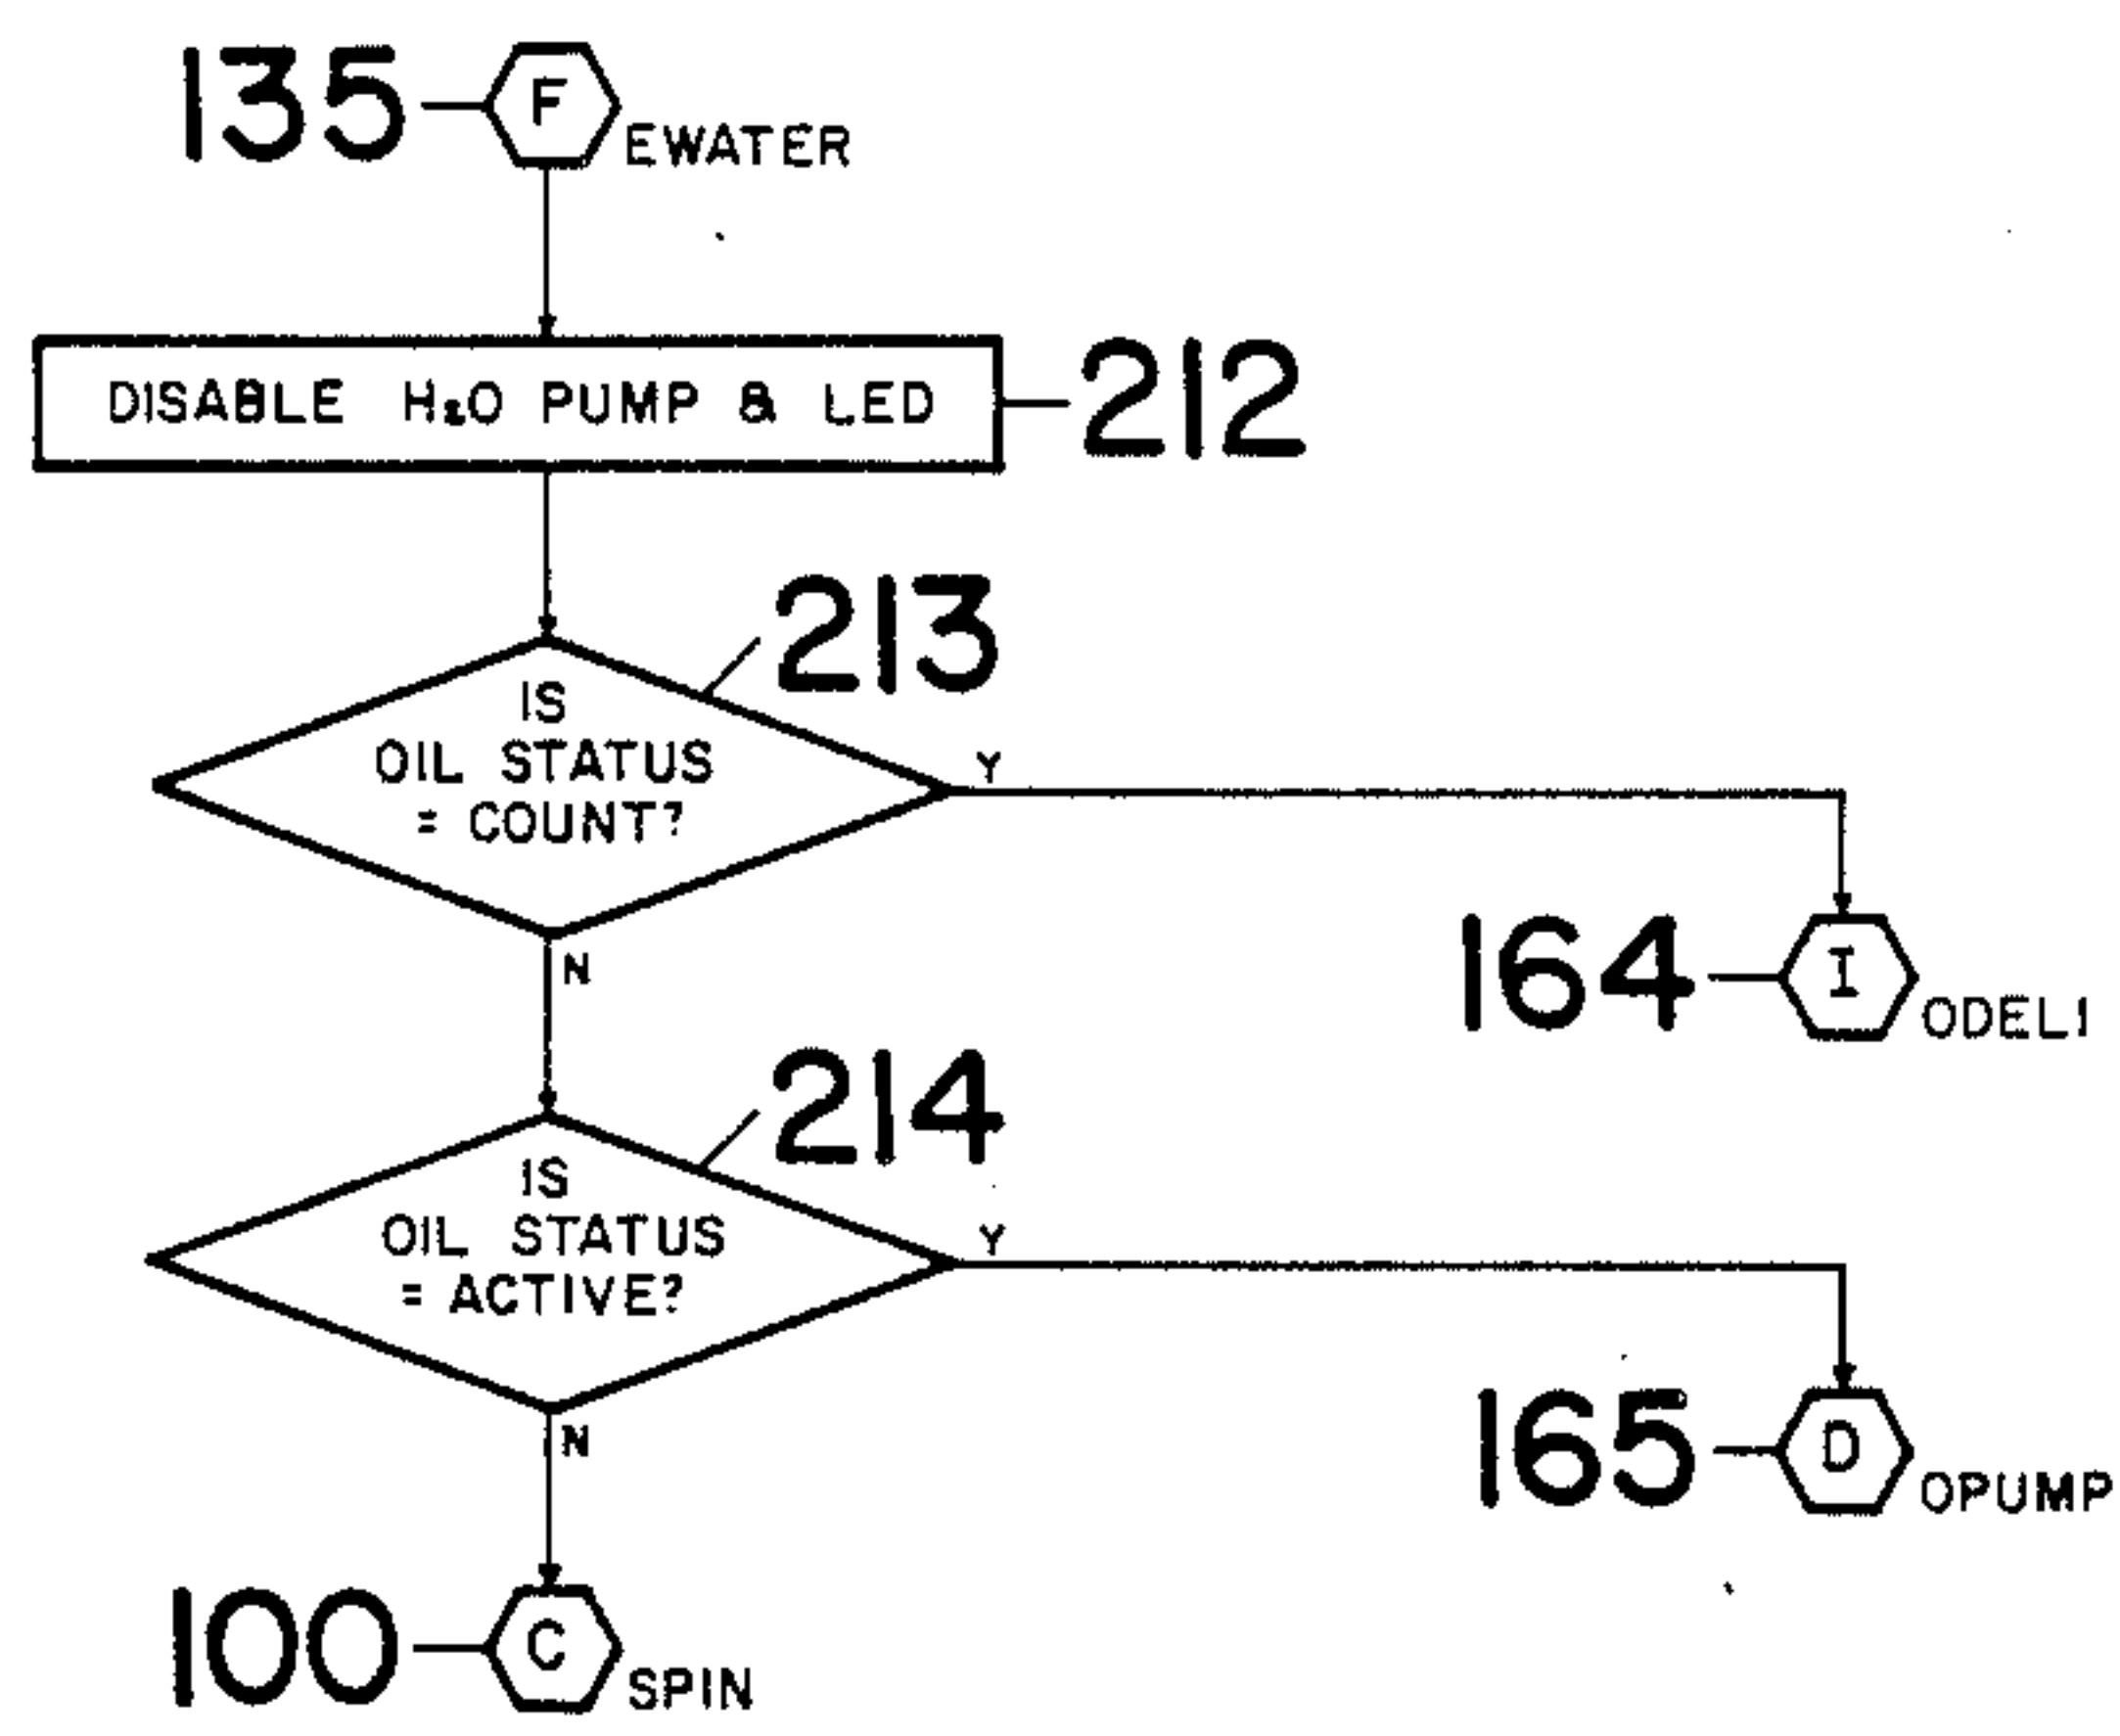 135 F EWATER
DISABLE H₂O PUMP & LED 212
213
IS
OIL STATUS
= COUNT?
Y
N
164 I ODEL1
214
IS
OIL STATUS
= ACTIVE?
Y
N
165 D OPUMP
100 C SPIN